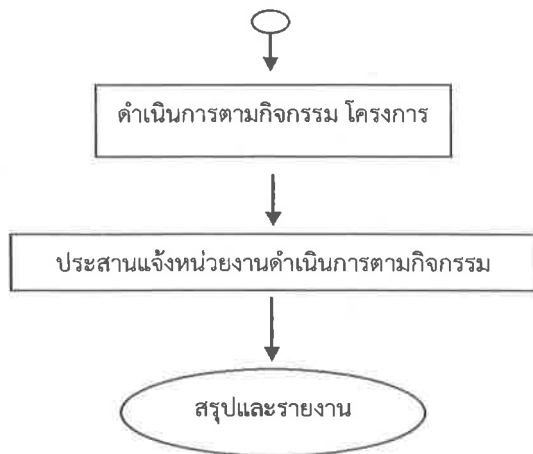 ดำเนินการตามกิจกรรม โครงการ
ประสานแจ้งหน่วยงานดำเนินการตามกิจกรรม
สรุปและรายงาน